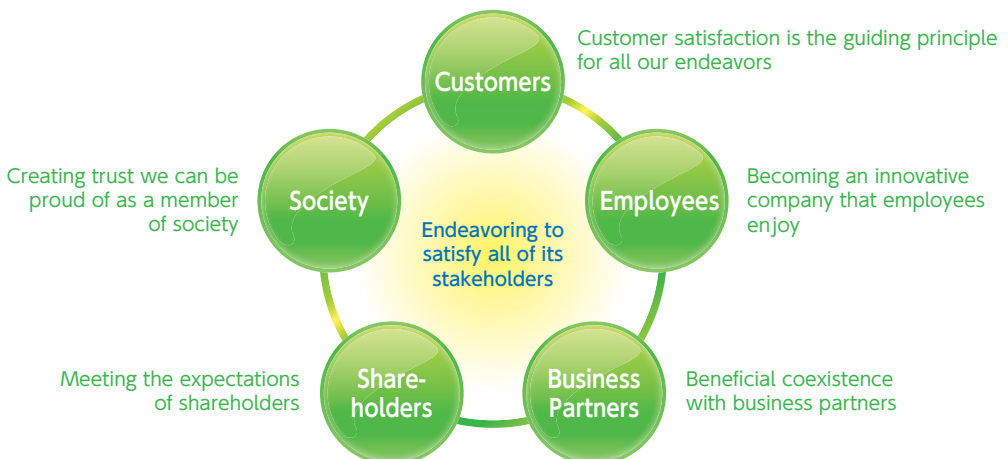 Customers
Customer satisfaction is the guiding principle
for all our endeavors
Society
Creating trust we can be
proud of as a member
of society
Employees
Becoming an innovative
company that employees
enjoy
Endeavoring to
satisfy all of its
stakeholders
Share-
holders
Meeting the expectations
of shareholders
Business
Partners
Beneficial coexistence
with business partners